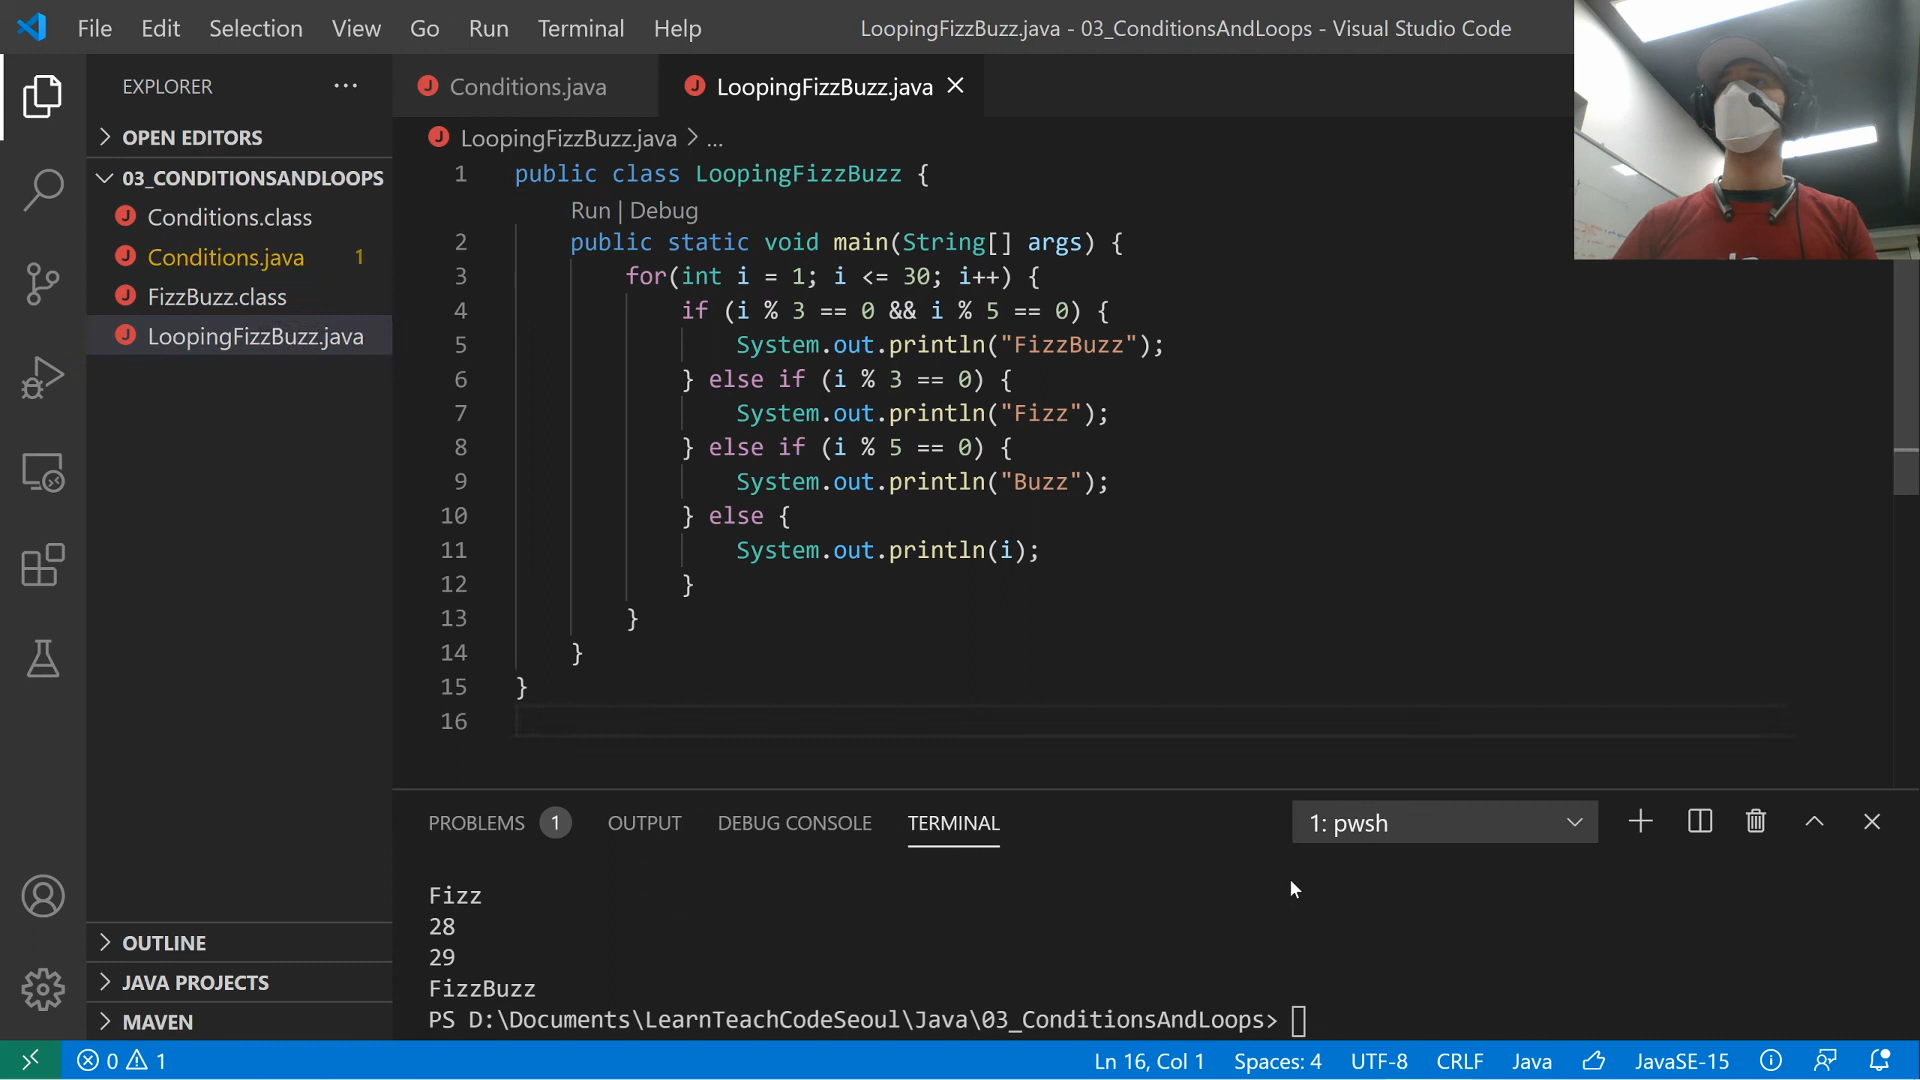 File Edit Selection View Go Run Terminal Help
LoopingFizzBuzz.java - 03_ConditionsAndLoops - Visual Studio Code
EXPLORER ...
OPEN EDITORS
03_CONDITIONSANDLOOPS
Conditions.class
Conditions.java 1
FizzBuzz.class
LoopingFizzBuzz.java
OUTLINE
JAVA PROJECTS
MAVEN
Conditions.java LoopingFizzBuzz.java
LoopingFizzBuzz.java > ...
1 public class LoopingFizzBuzz {
Run | Debug
2 public static void main(String[] args) {
3 for(int i = 1; i <= 30; i++) {
4 if (i % 3 == 0 && i % 5 == 0) {
5 System.out.println("FizzBuzz");
6 } else if (i % 3 == 0) {
7 System.out.println("Fizz");
8 } else if (i % 5 == 0) {
9 System.out.println("Buzz");
10 } else {
11 System.out.println(i);
12 }
13 }
14 }
15 }
16
PROBLEMS 1 OUTPUT DEBUG CONSOLE TERMINAL 1: pwsh
Fizz
28
29
FizzBuzz
PS D:\Documents\LearnTeachCodeSeoul\Java\03_ConditionsAndLoops>
0 1 Ln 16, Col 1 Spaces: 4 UTF-8 CRLF Java JavaSE-15